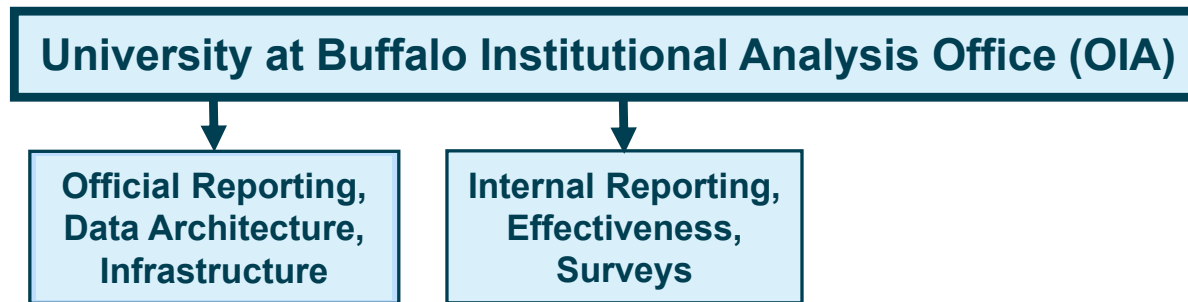 University at Buffalo Institutional Analysis Office (OIA)
Official Reporting,
Data Architecture,
Infrastructure
Internal Reporting,
Effectiveness,
Surveys